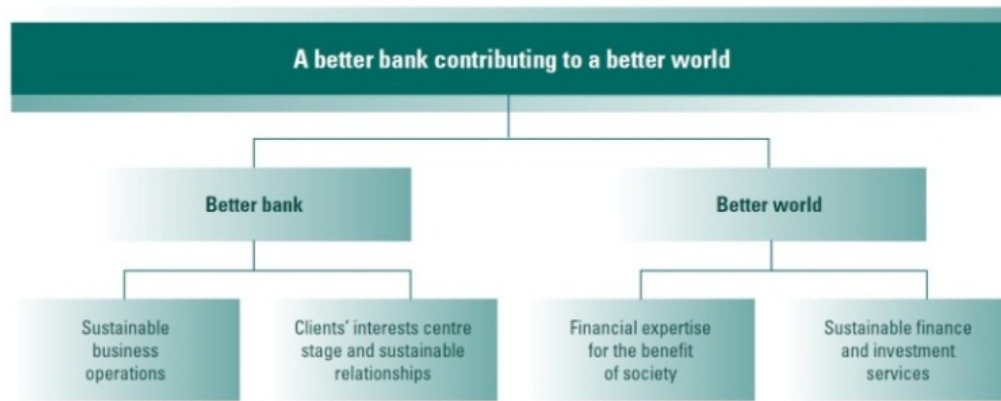 A better bank contributing to a better world
Better bank
Better world
Sustainable
business
operations
Clients' interests centre
stage and sustainable
relationships
Financial expertise
for the benefit
of society
Sustainable finance
and investment
services